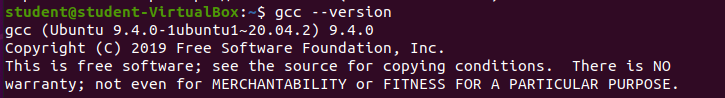 student@student-VirtualBox:~$ gcc --version
gcc (Ubuntu 9.4.0-1ubuntu1~20.04.2) 9.4.0
Copyright (C) 2019 Free Software Foundation, Inc.
This is free software; see the source for copying conditions.  There is NO
warranty; not even for MERCHANTABILITY or FITNESS FOR A PARTICULAR PURPOSE.